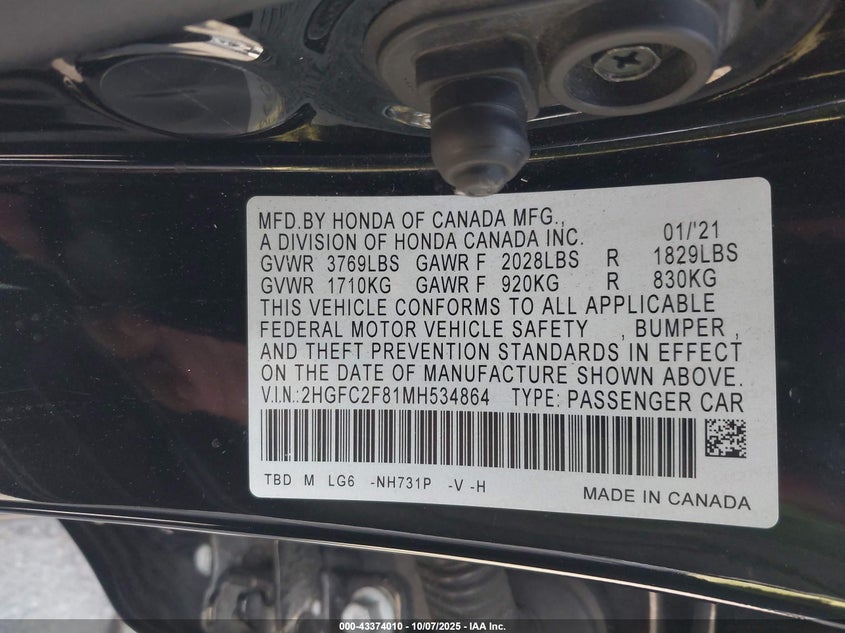 MFD.BY HONDA OF CANADA MFG.,
A DIVISION OF HONDA CANADA INC. 01/'21
GVWR 3769LBS GAWR F 2028LBS R 1829LBS
GVWR 1710KG GAWR F 920KG R 830KG
THIS VEHICLE CONFORMS TO ALL APPLICABLE
FEDERAL MOTOR VEHICLE SAFETY , BUMPER ,
AND THEFT PREVENTION STANDARDS IN EFFECT
ON THE DATE OF MANUFACTURE SHOWN ABOVE.
V.I.N.:2HGFC2F81MH534864 TYPE: PASSENGER CAR
TBD M LG6 -NH731P -V -H
MADE IN CANADA
000-43374010 - 10/07/2025 - IAA Inc.